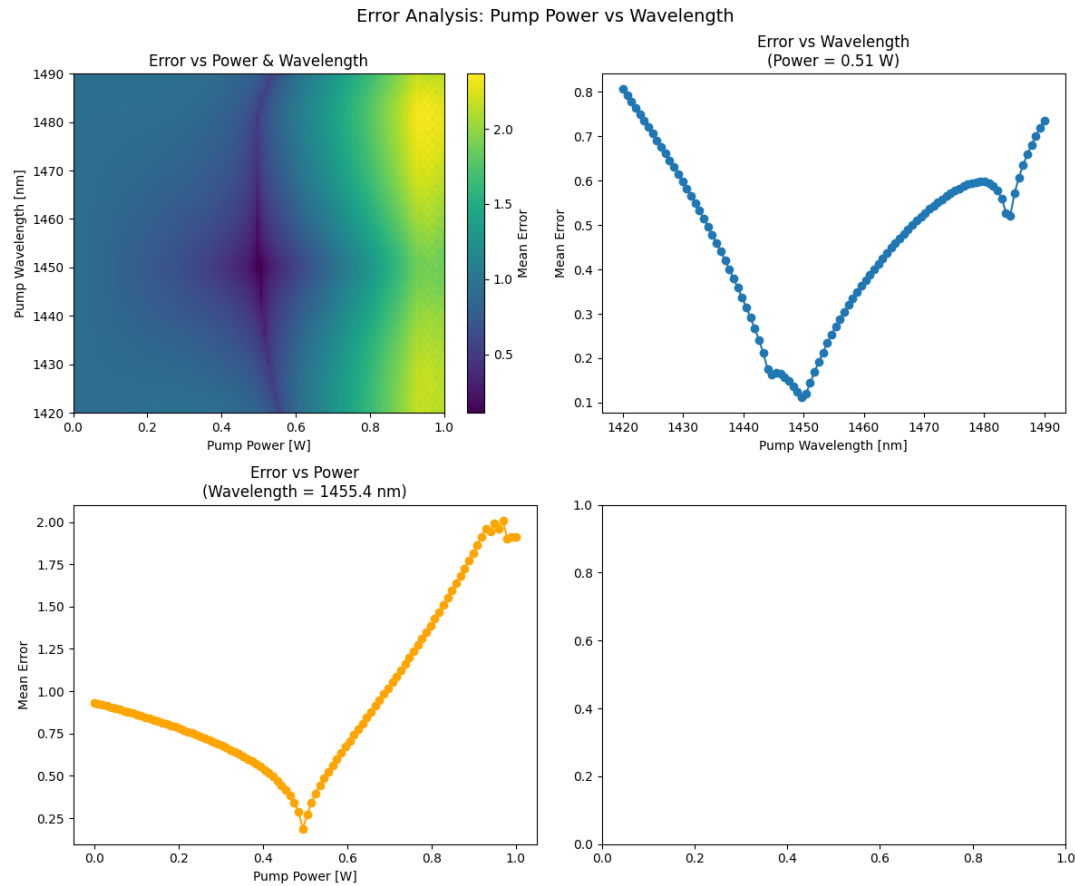 Error Analysis: Pump Power vs Wavelength
Error vs Power & Wavelength
1490
1480
1470
1460
1450
1440
1430
1420
Pump Wavelength [nm]
0.0 0.2 0.4 0.6 0.8 1.0
Pump Power [W]
2.0
1.5
1.0
0.5
Mean Error
Error vs Wavelength
(Power = 0.51 W)
0.8
0.7
0.6
0.5
0.4
0.3
0.2
0.1
Mean Error
1420 1430 1440 1450 1460 1470 1480 1490
Pump Wavelength [nm]
Error vs Power
(Wavelength = 1455.4 nm)
2.00
1.75
1.50
1.25
1.00
0.75
0.50
0.25
Mean Error
0.0 0.2 0.4 0.6 0.8 1.0
Pump Power [W]
1.0
0.8
0.6
0.4
0.2
0.0
0.0 0.2 0.4 0.6 0.8 1.0